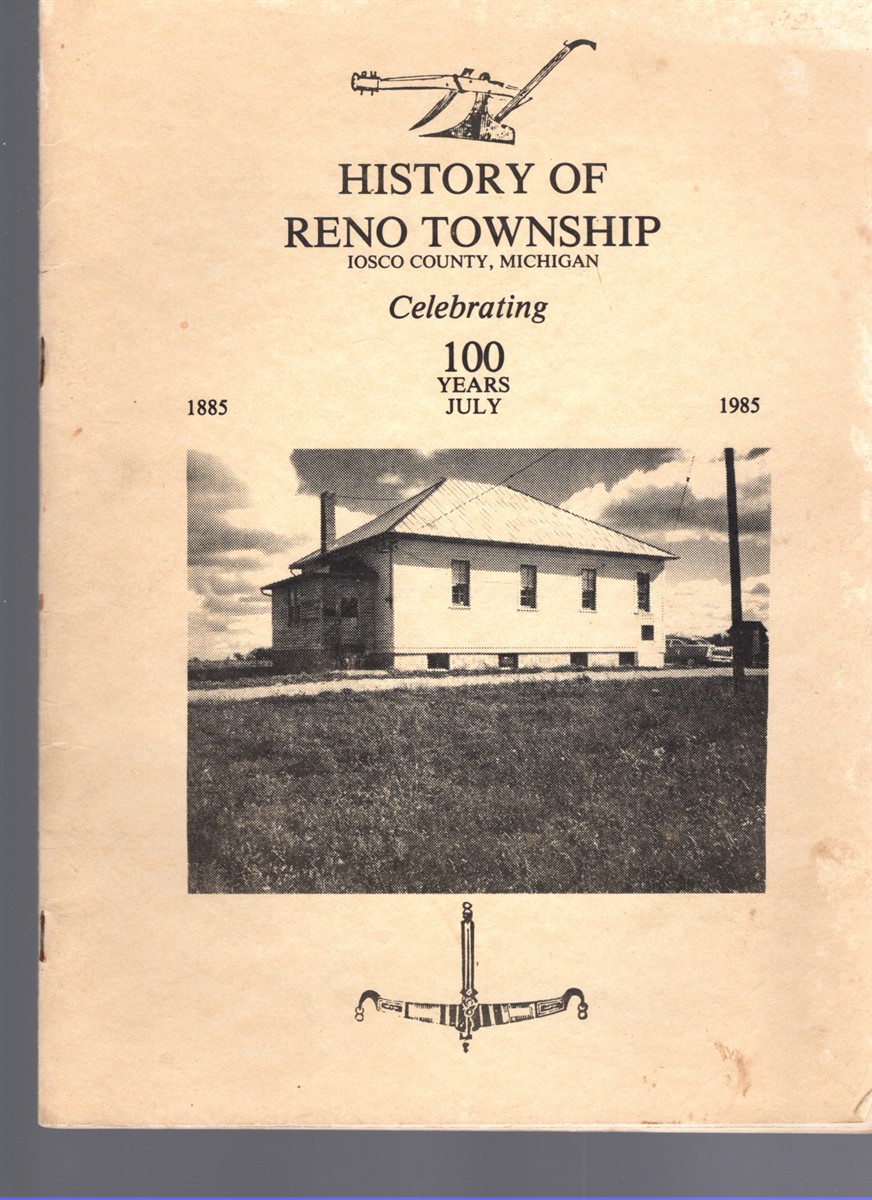 HISTORY OF
RENO TOWNSHIP
IOSCO COUNTY, MICHIGAN
Celebrating
100
YEARS
1885 JULY 1985